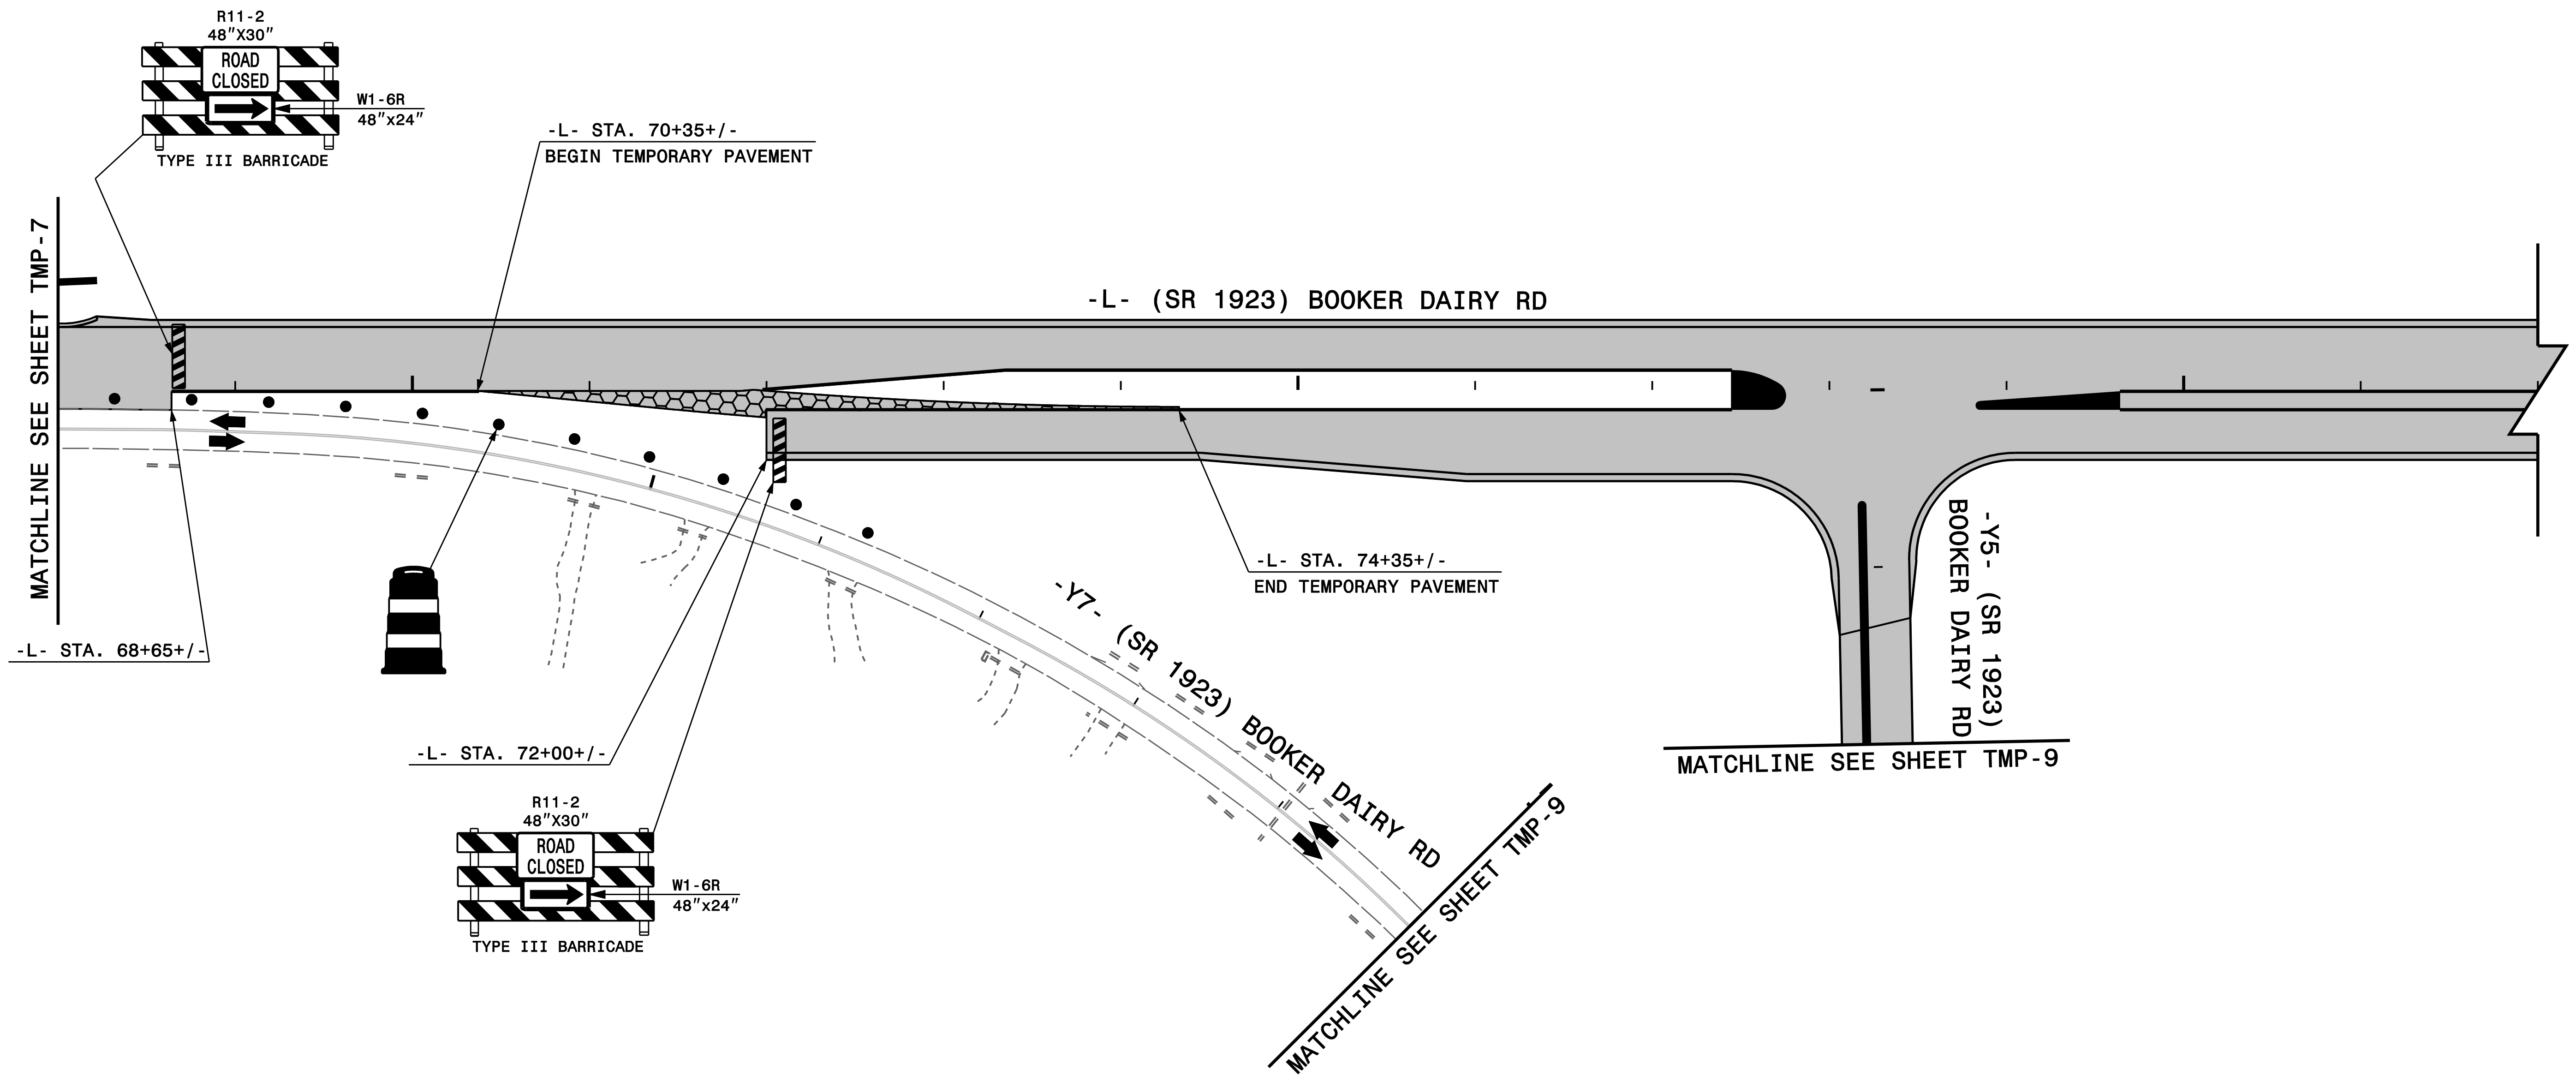 R11-2
48"X30"
ROAD
CLOSED
W1-6R
48"x24"
TYPE III BARRICADE
-L- STA. 70+35+/-
BEGIN TEMPORARY PAVEMENT
MATCHLINE SEE SHEET TMP-7
-L- (SR 1923) BOOKER DAIRY RD
-L- STA. 68+65+/-
-L- STA. 74+35+/-
END TEMPORARY PAVEMENT
-Y7- (SR 1923) BOOKER DAIRY RD
-Y5- (SR 1923)
BOOKER DAIRY RD
MATCHLINE SEE SHEET TMP-9
-L- STA. 72+00+/-
R11-2
48"X30"
ROAD
CLOSED
W1-6R
48"x24"
TYPE III BARRICADE
MATCHLINE SEE SHEET TMP-9